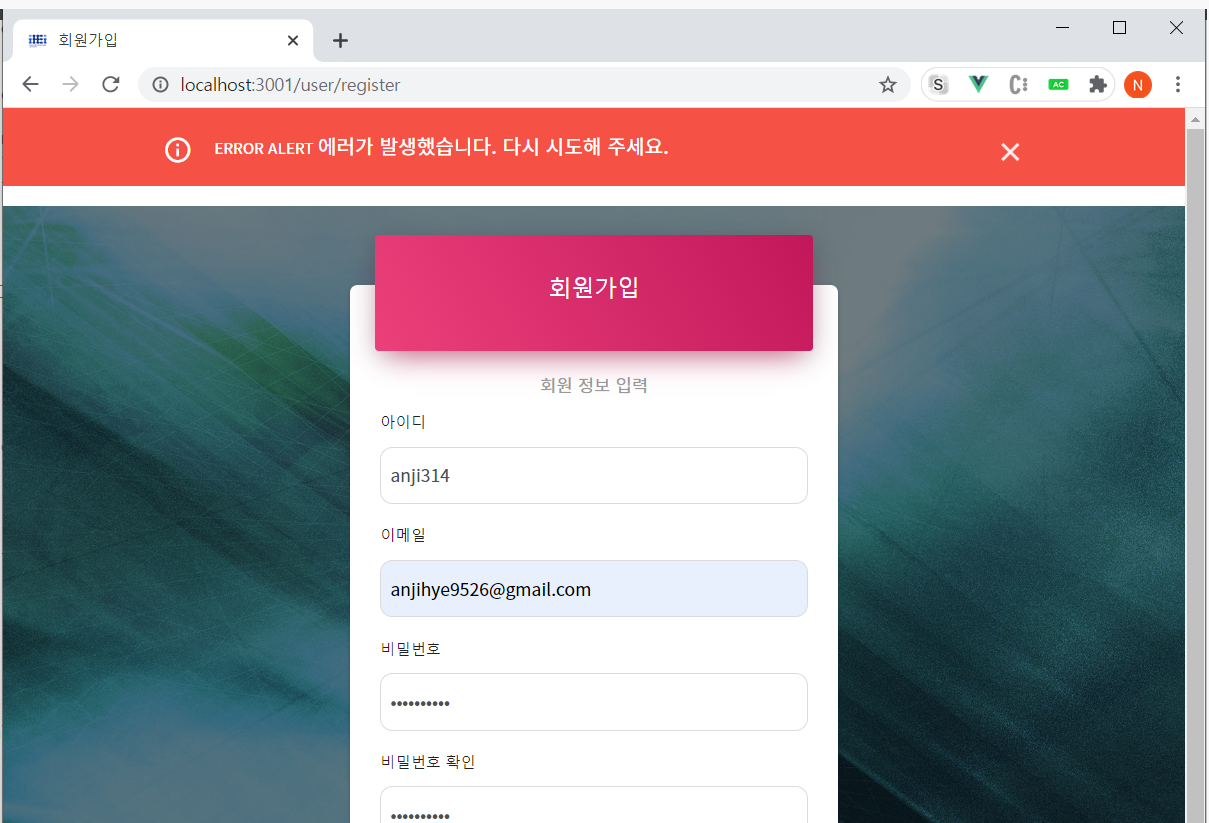 회원가입
localhost:3001/user/register
S
AC
N
ERROR ALERT 에러가 발생했습니다. 다시 시도해 주세요.
회원가입
회원 정보 입력
아이디
anji314
이메일
anjihye9526@gmail.com
비밀번호
••••••••••
비밀번호 확인
••••••••••